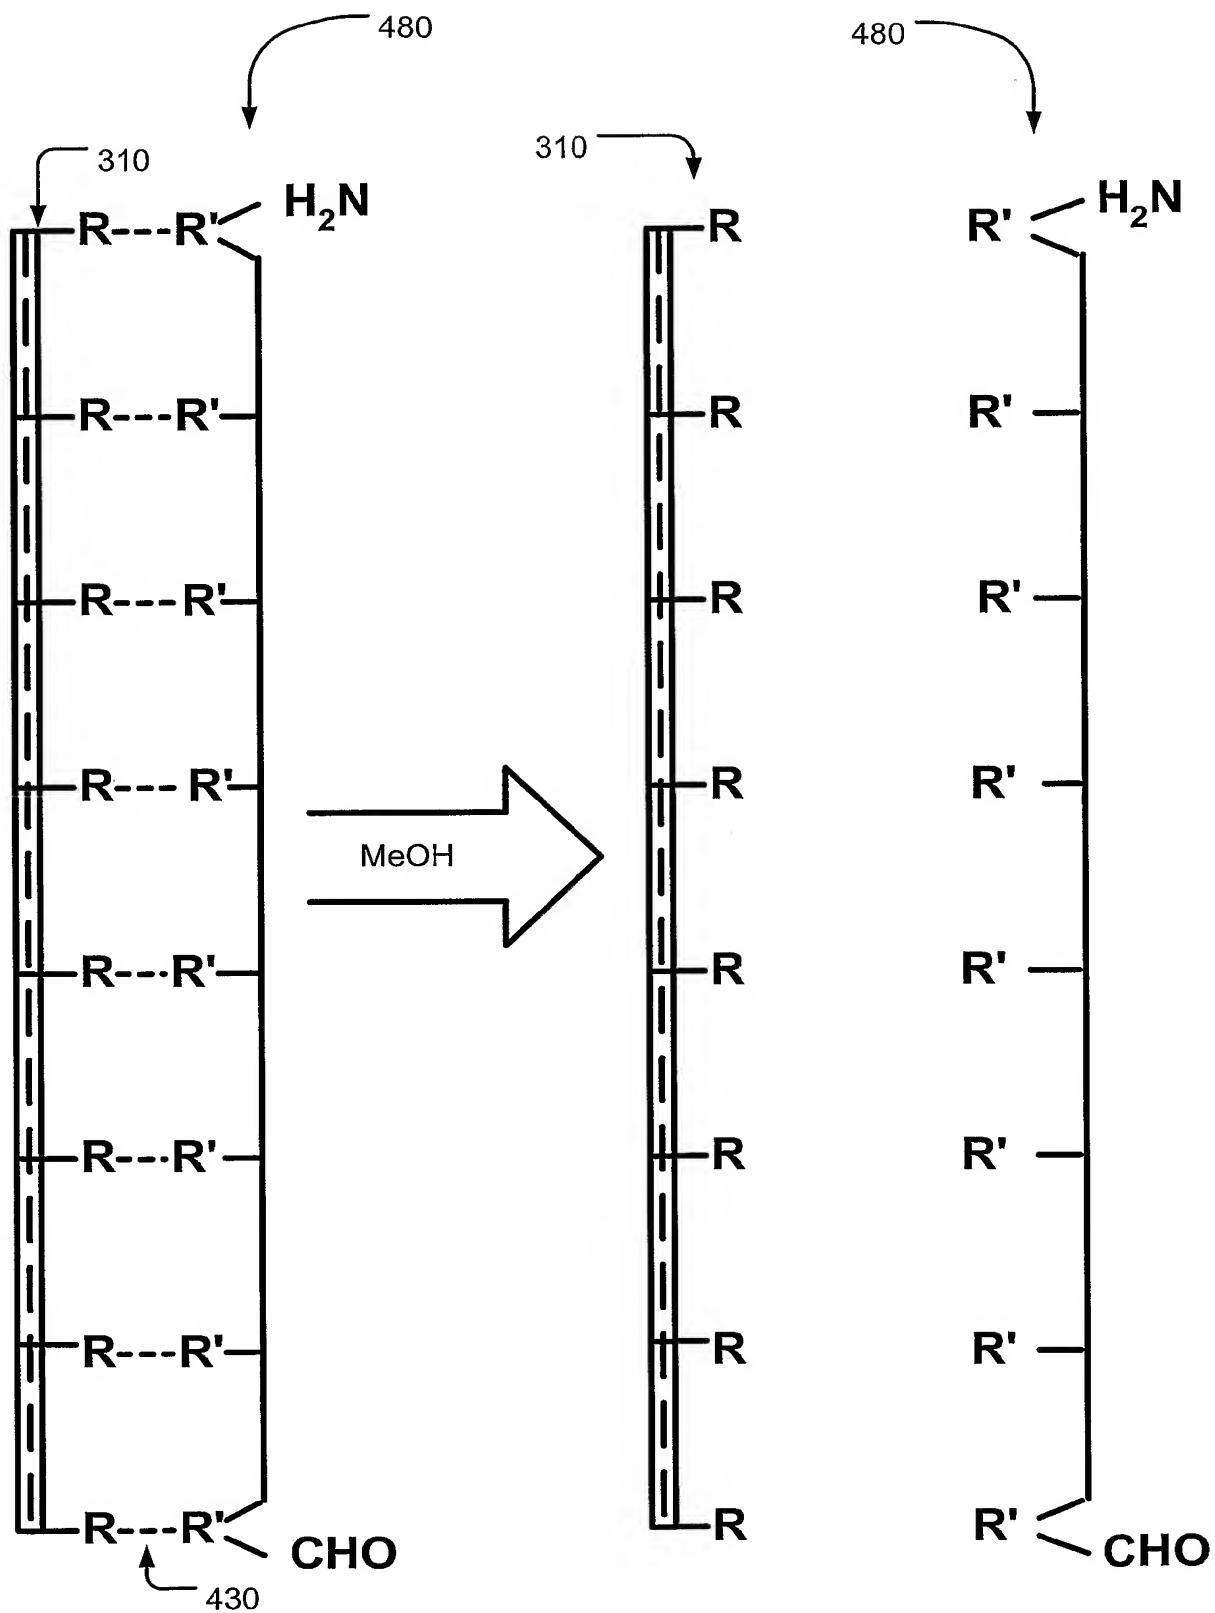 480 480
310 310
R---R' H₂N R R' H₂N
R---R' R R'
R---R' R R'
R--- R' R R'
MeOH
R---R' R R'
R---R' R R'
R---R' R R'
R---R' R R'
CHO CHO
430